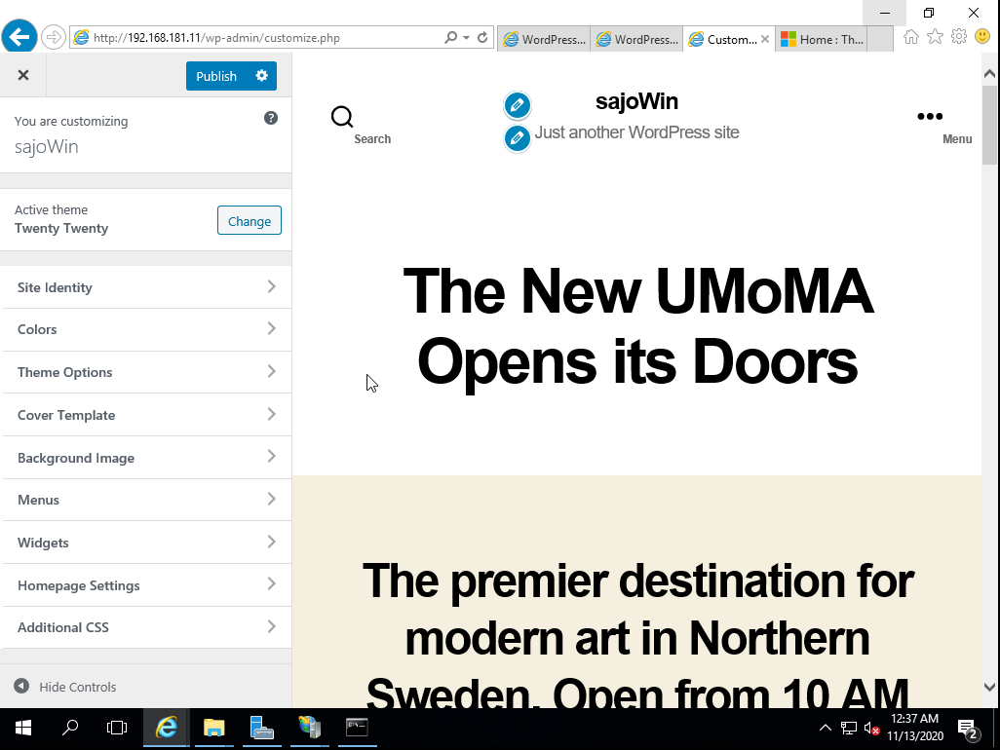 http://192.168.181.11/wp-admin/customize.php
WordPress...
WordPress...
Custom...
Home : Th...
Publish
You are customizing
sajoWin
Active theme
Twenty Twenty
Change
Site Identity
Colors
Theme Options
Cover Template
Background Image
Menus
Widgets
Homepage Settings
Additional CSS
Hide Controls
Search
sajoWin
Just another WordPress site
Menu
The New UMoMA
Opens its Doors
The premier destination for
modern art in Northern
Sweden. Open from 10 AM
12:37 AM
11/13/2020
2